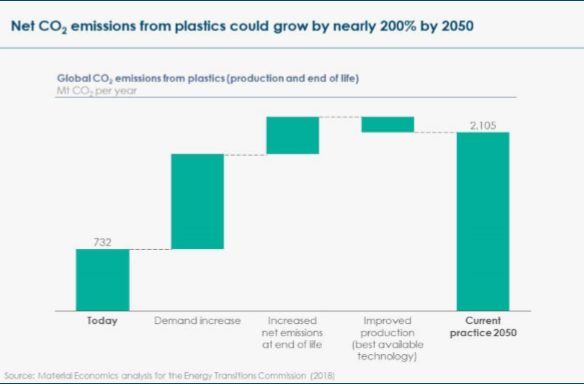 Net CO₂ emissions from plastics could grow by nearly 200% by 2050
Global CO₂ emissions from plastics (production and end of life)
Mt CO₂ per year
2,105
732
Today
Demand increase
Increased
net emissions
at end of life
Improved
production
(best available
technology)
Current
practice 2050
Source: Material Economics analysis for the Energy Transitions Commission (2018)